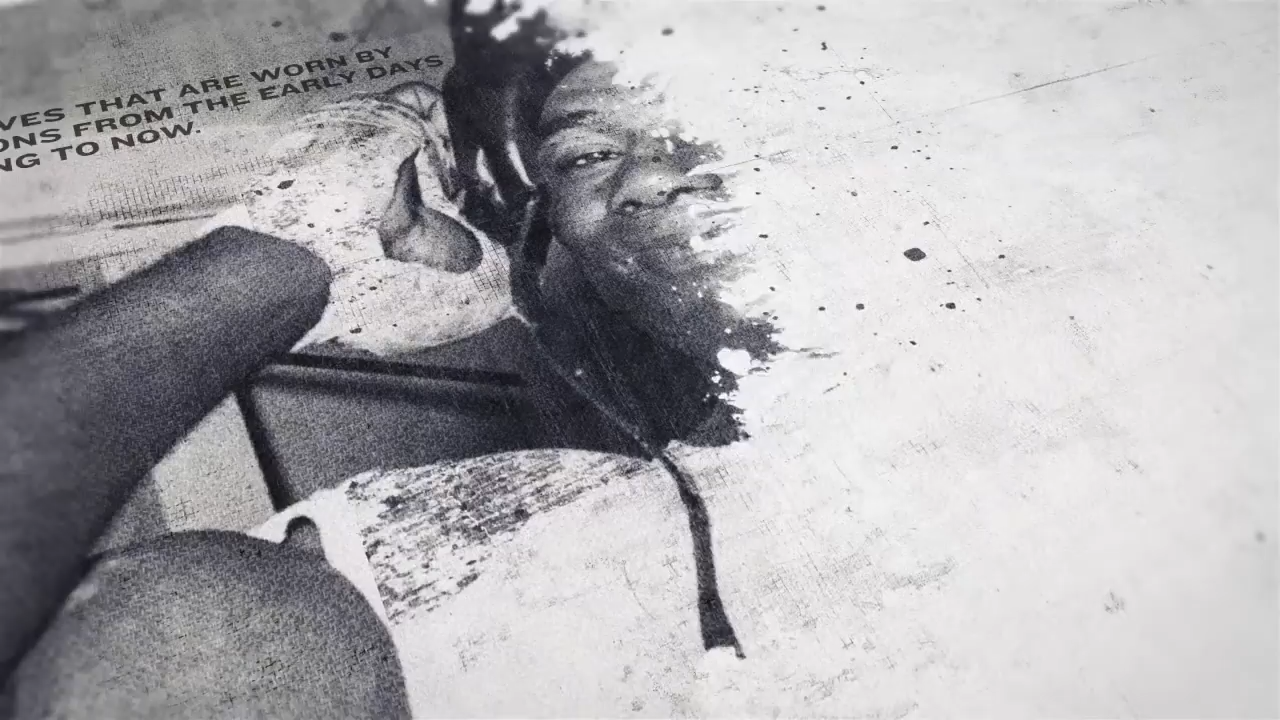 VES THAT ARE WORN BY
ONS FROM THE EARLY DAYS
NG TO NOW.